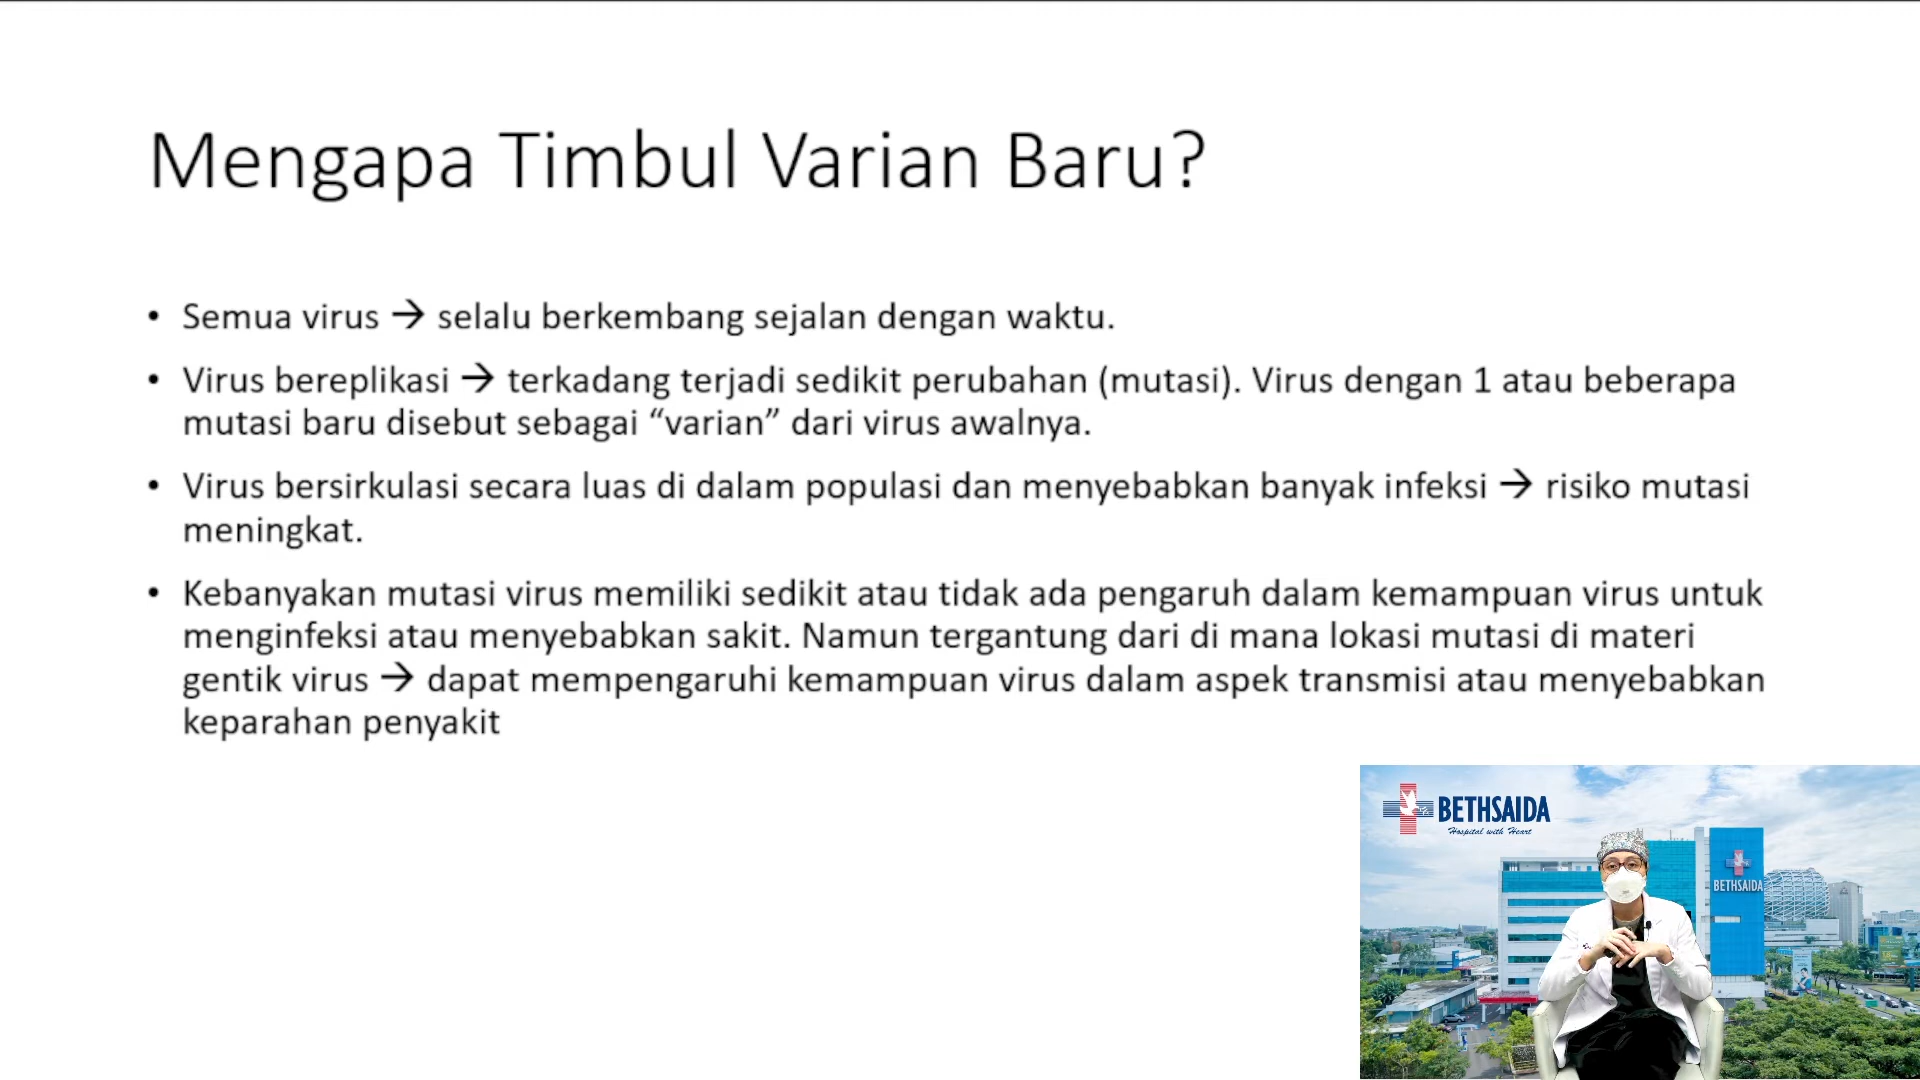 Mengapa Timbul Varian Baru?
• Semua virus → selalu berkembang sejalan dengan waktu.
• Virus bereplikasi → terkadang terjadi sedikit perubahan (mutasi). Virus dengan 1 atau beberapa
mutasi baru disebut sebagai “varian” dari virus awalnya.
• Virus bersirkulasi secara luas di dalam populasi dan menyebabkan banyak infeksi → risiko mutasi
meningkat.
• Kebanyakan mutasi virus memiliki sedikit atau tidak ada pengaruh dalam kemampuan virus untuk
menginfeksi atau menyebabkan sakit. Namun tergantung dari di mana lokasi mutasi di materi
gentik virus → dapat mempengaruhi kemampuan virus dalam aspek transmisi atau menyebabkan
keparahan penyakit
BETHSAIDA
Hospital with Heart
BETHSAIDA